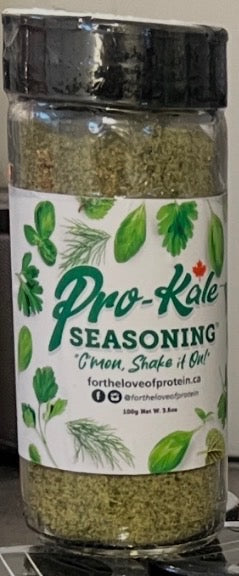 Pro-Kale
SEASONING
"C'mon, Shake it On!"
fortheloveofprotein.ca
@fortheloveofprotein
100g Net W. 3.5oz